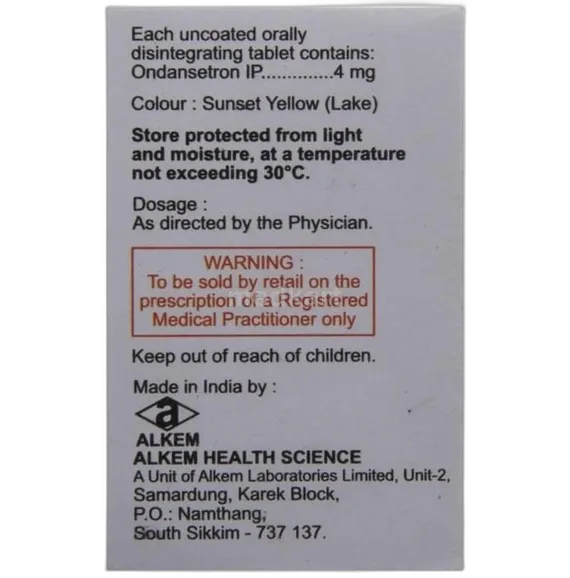 Each uncoated orally
disintegrating tablet contains:
Ondansetron IP..............4 mg
Colour : Sunset Yellow (Lake)
Store protected from light
and moisture, at a temperature
not exceeding 30°C.
Dosage :
As directed by the Physician.
WARNING :
To be sold by retail on the
prescription of a Registered
Medical Practitioner only
Keep out of reach of children.
Made in India by :
a
ALKEM
ALKEM HEALTH SCIENCE
A Unit of Alkem Laboratories Limited, Unit-2,
Samardung, Karek Block,
P.O.: Namthang,
South Sikkim - 737 137.